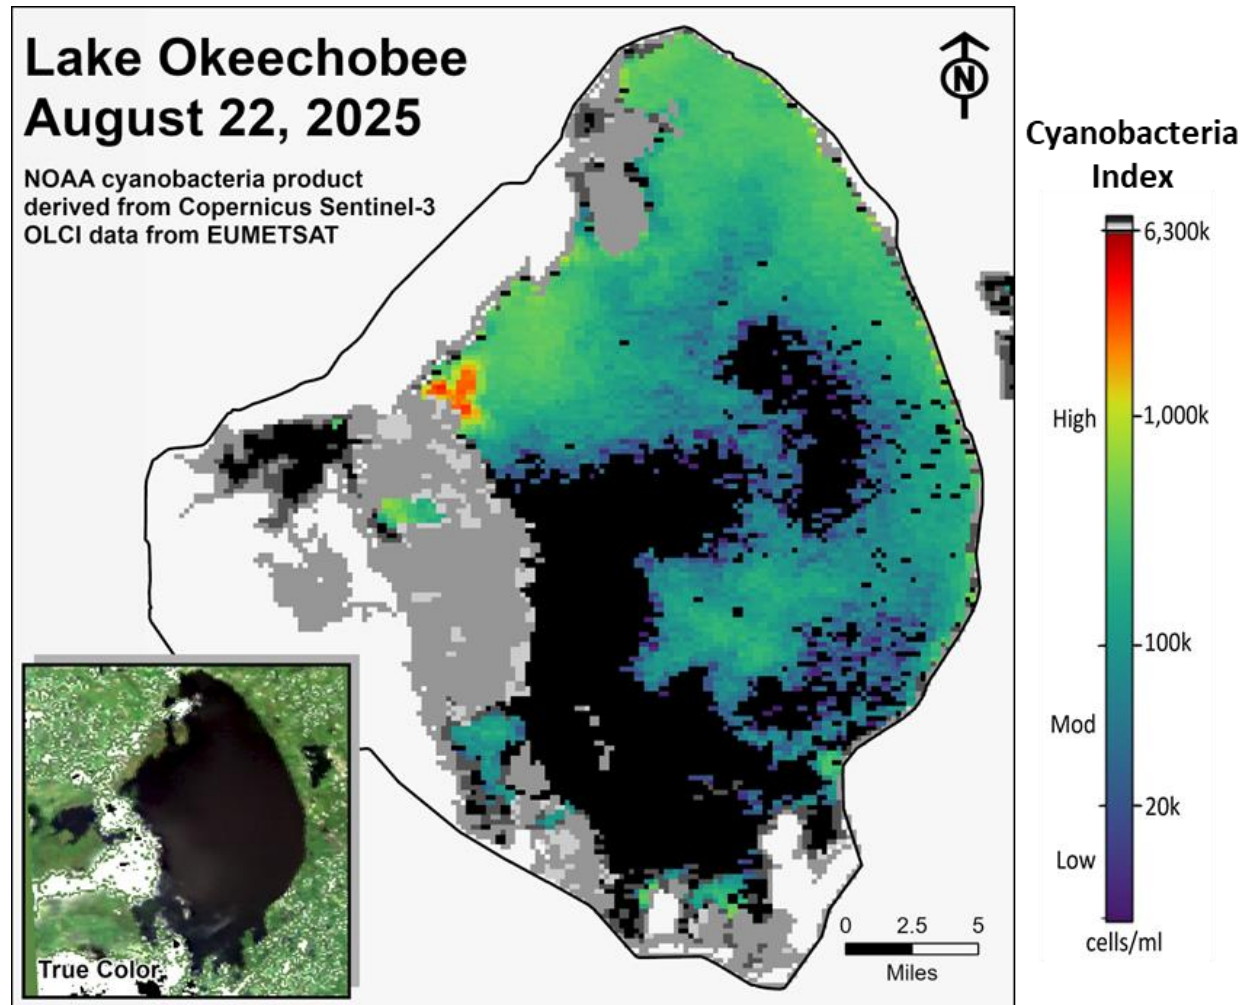 Lake Okeechobee
August 22, 2025
NOAA cyanobacteria product
derived from Copernicus Sentinel-3
OLCI data from EUMETSAT
N
Cyanobacteria
Index
6,300k
High
1,000k
100k
Mod
20k
Low
cells/ml
0 2.5 5
Miles
True Color